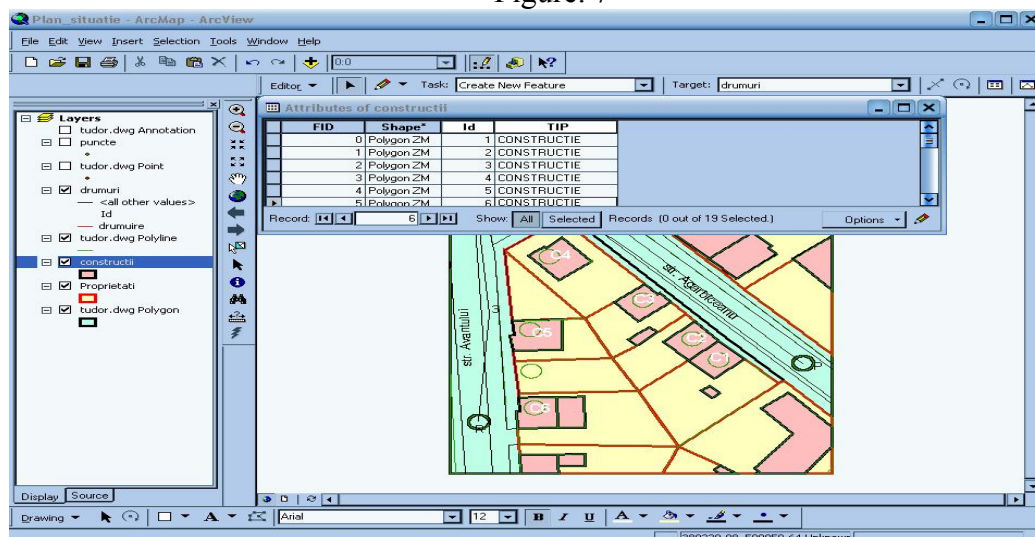 Figure. 7
Plan_situatie - ArcMap - ArcView
File Edit View Insert Selection Tools Window Help
0:0
Editor Task: Create New Feature Target: drumuri
Attributes of constructii
FID Shape* Id TIP
0 Polygon ZM 1 CONSTRUCTIE
1 Polygon ZM 2 CONSTRUCTIE
2 Polygon ZM 3 CONSTRUCTIE
3 Polygon ZM 4 CONSTRUCTIE
4 Polygon ZM 5 CONSTRUCTIE
5 Polygon ZM 6 CONSTRUCTIE
Record: 6 Show: All Selected Records (0 out of 19 Selected.) Options
Layers
tudor.dwg Annotation
puncte
tudor.dwg Point
drumuri
<all other values>
Id
drumuire
tudor.dwg Polyline
constructii
Proprietati
tudor.dwg Polygon
C4
str. Agarbiceanu
C3
3
str. Avantului
C5
C2
C1
C6
Display Source
Drawing A Arial 12 B I U A